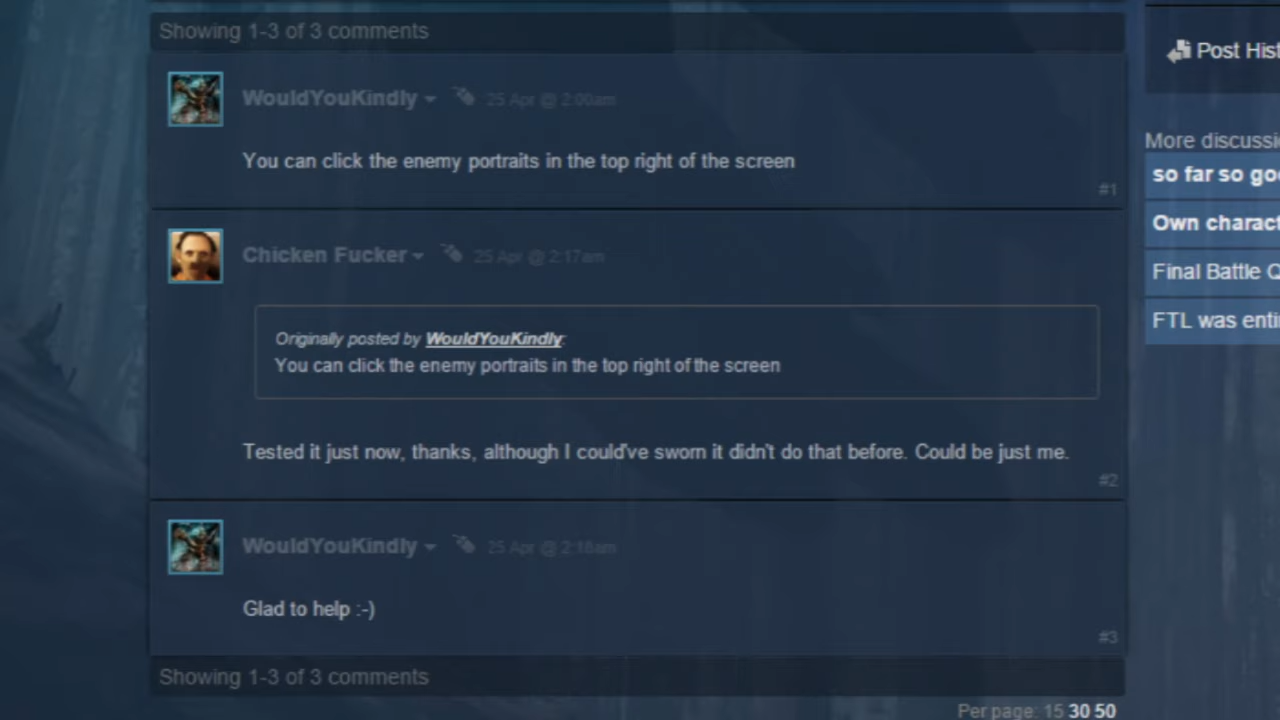 Showing 1-3 of 3 comments
Post Hist
WouldYouKindly 25 Apr @ 2:00am
You can click the enemy portraits in the top right of the screen
#1
More discussi
so far so goo
Own charact
Final Battle Q
FTL was enti
Chicken Fucker 25 Apr @ 2:17am
Originally posted by WouldYouKindly:
You can click the enemy portraits in the top right of the screen
Tested it just now, thanks, although I could've sworn it didn't do that before. Could be just me.
#2
WouldYouKindly 25 Apr @ 2:18am
Glad to help :-)
#3
Showing 1-3 of 3 comments
Per page: 15 30 50